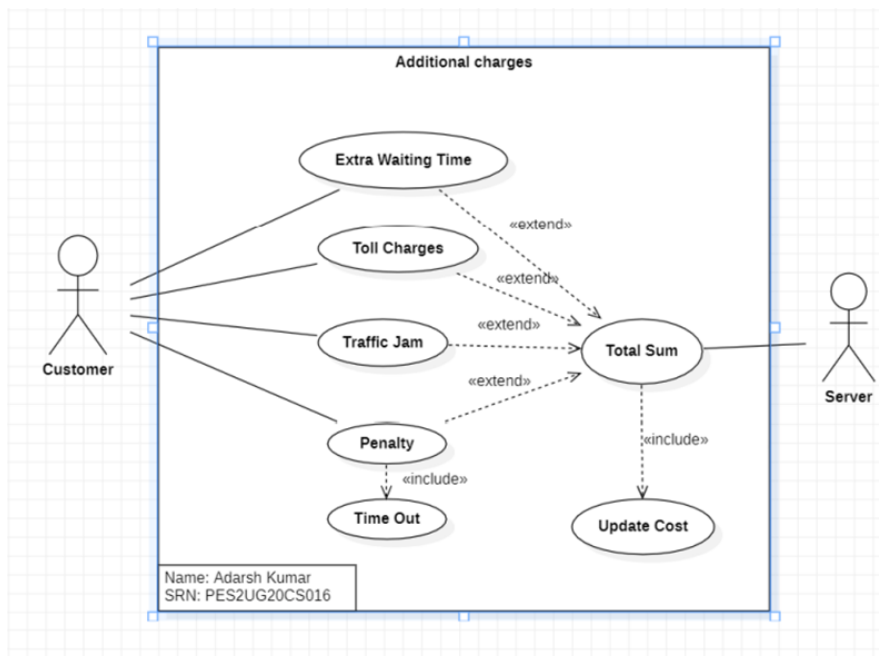 Additional charges
Extra Waiting Time
«extend»
Toll Charges
«extend»
«extend»
Traffic Jam
Total Sum
Customer
«extend»
Server
Penalty
«include»
«include»
Time Out
Update Cost
Name: Adarsh Kumar
SRN: PES2UG20CS016